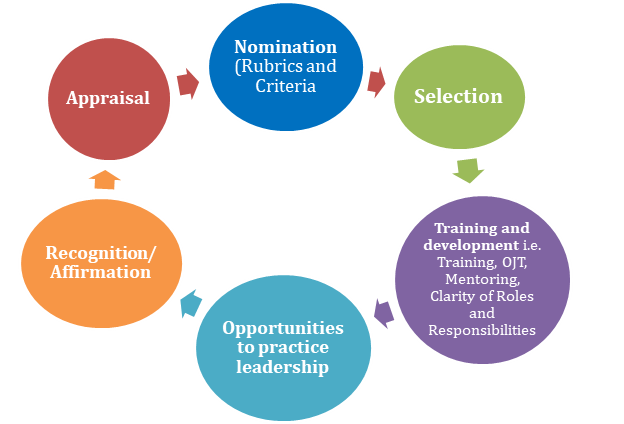 Nomination
(Rubrics and
Criteria
Selection
Training and
development i.e.
Training, OJT,
Mentoring,
Clarity of Roles
and
Responsibilities
Opportunities
to practice
leadership
Recognition/
Affirmation
Appraisal